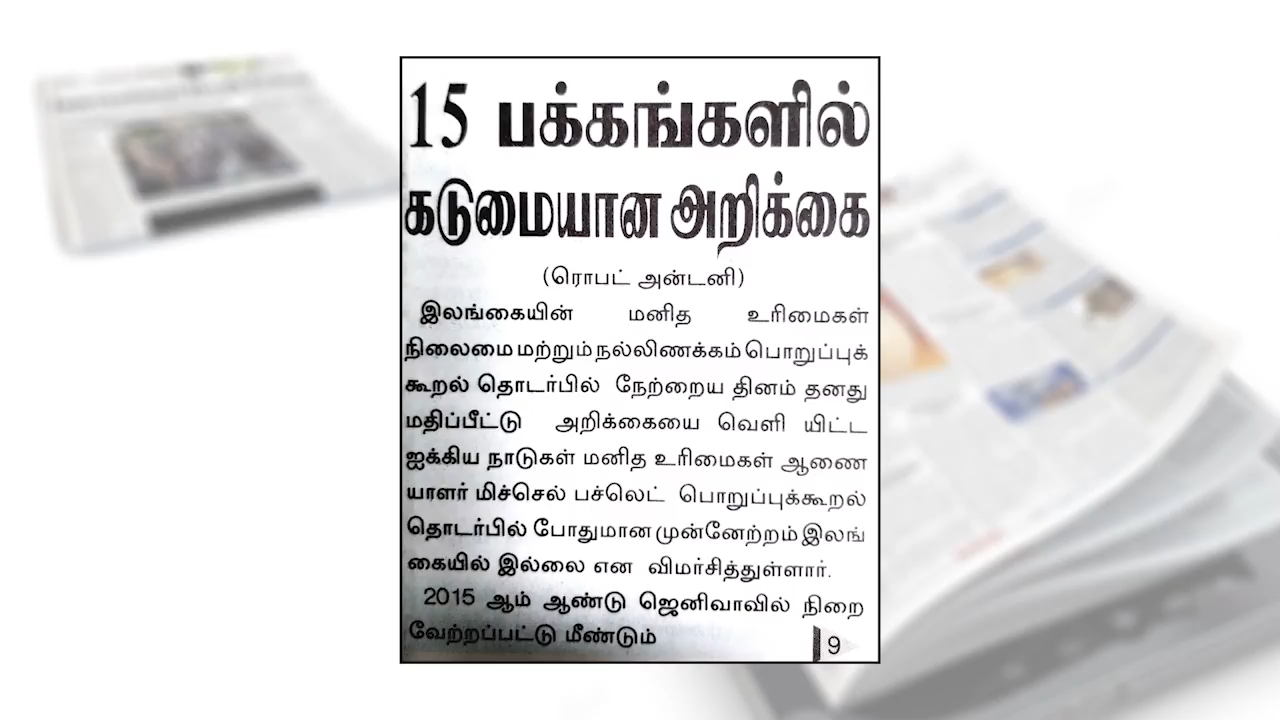 15 பக்கங்களில்
கடுமையான அறிக்கை
(ரொபட் அன்டனி)
இலங்கையின் மனித உரிமைகள்
நிலைமை மற்றும் நல்லிணக்கம் பொறுப்புக்
கூறல் தொடர்பில் நேற்றைய தினம் தனது
மதிப்பீட்டு அறிக்கையை வெளி யிட்ட
ஐக்கிய நாடுகள் மனித உரிமைகள் ஆணை
யாளர் மிச்செல் பச்லெட் பொறுப்புக்கூறல்
தொடர்பில் போதுமான முன்னேற்றம் இலங்
கையில் இல்லை என விமர்சித்துள்ளார்.
2015 ஆம் ஆண்டு ஜெனிவாவில் நிறை
வேற்றப்பட்டு மீண்டும்
9